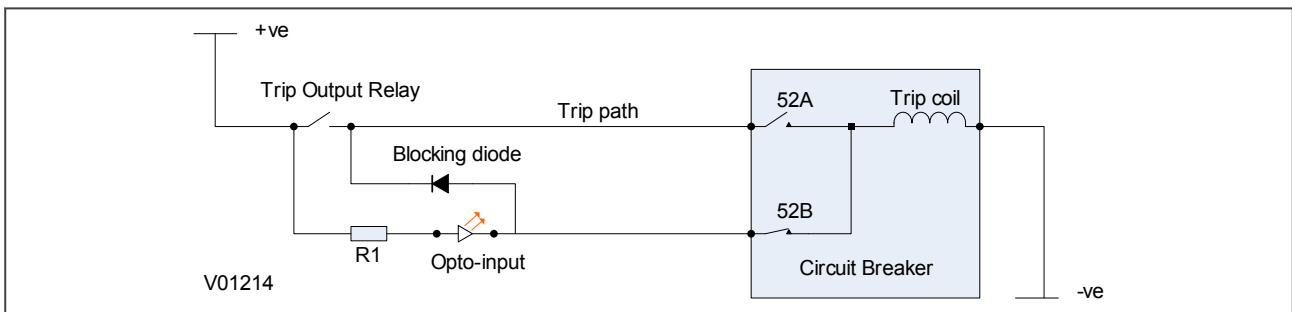 +ve
Trip Output Relay
Trip path
52A
Trip coil
Blocking diode
52B
R1
Opto-input
Circuit Breaker
V01214
-ve